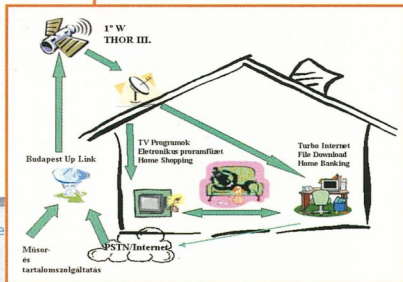 1° W
THOR III.
TV Programok
Eletronikus proramfüzet
Home Shopping
Turbo Internet
File Download
Home Banking
Budapest Up Link
PSTN/Internet
Műsor-
és
tartalomszolgáltatás